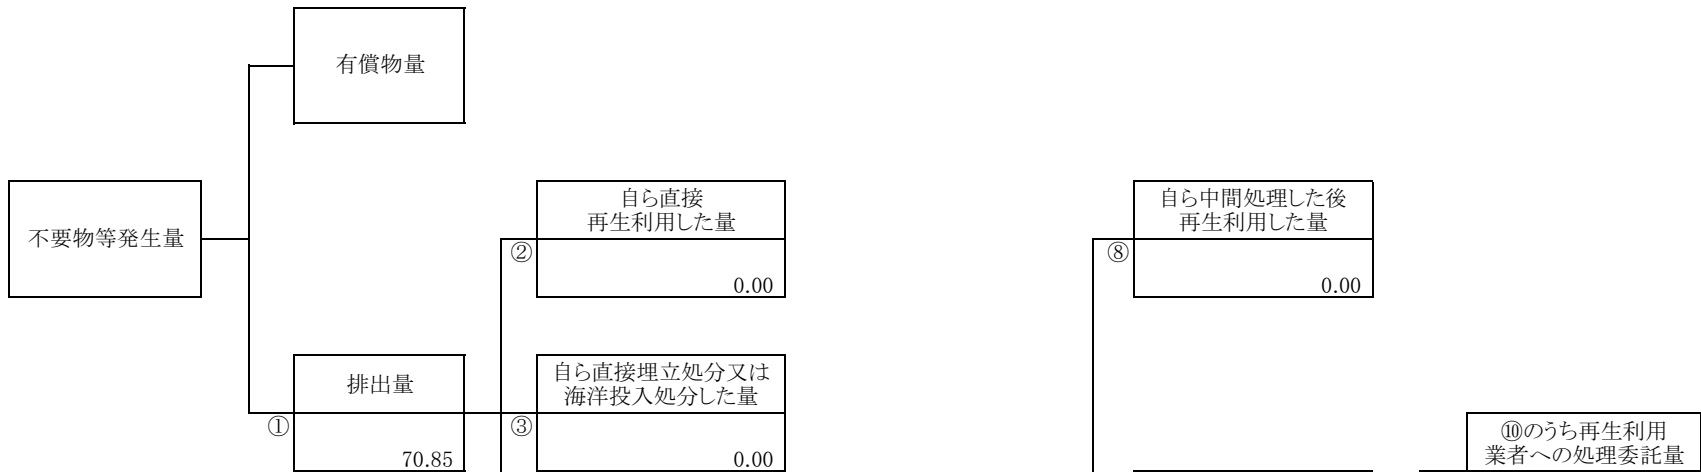 有償物量
不要物等発生量
自ら直接
再生利用した量
②
0.00
自ら中間処理した後
再生利用した量
⑧
0.00
排出量
①
70.85
自ら直接埋立処分又は
海洋投入処分した量
③
0.00
⑩のうち再生利用
業者への処理委託量